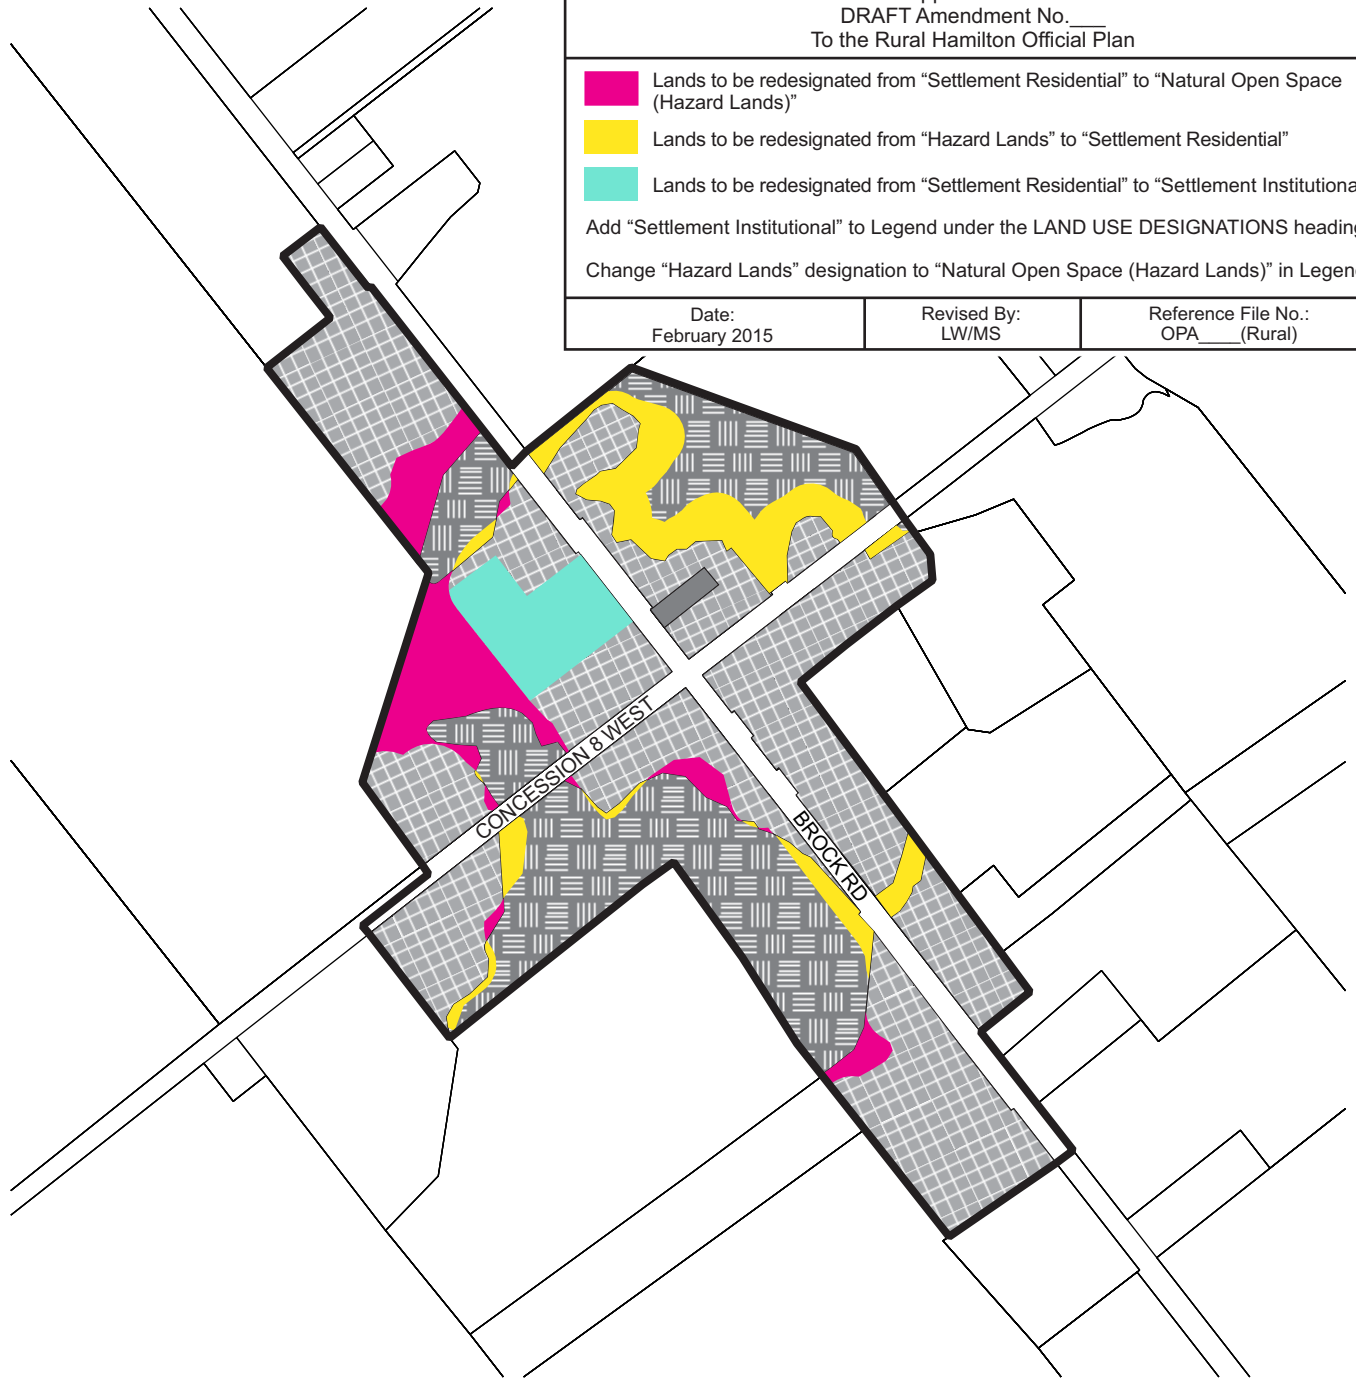 DRAFT Amendment No.___
To the Rural Hamilton Official Plan
Lands to be redesignated from “Settlement Residential” to “Natural Open Space
(Hazard Lands)”
Lands to be redesignated from “Hazard Lands” to “Settlement Residential”
Lands to be redesignated from “Settlement Residential” to “Settlement Institutiona
Add “Settlement Institutional” to Legend under the LAND USE DESIGNATIONS heading
Change “Hazard Lands” designation to “Natural Open Space (Hazard Lands)” in Legen
Date:
February 2015
Revised By:
LW/MS
Reference File No.:
OPA____(Rural)
CONCESSION 8 WEST
BROCK RD